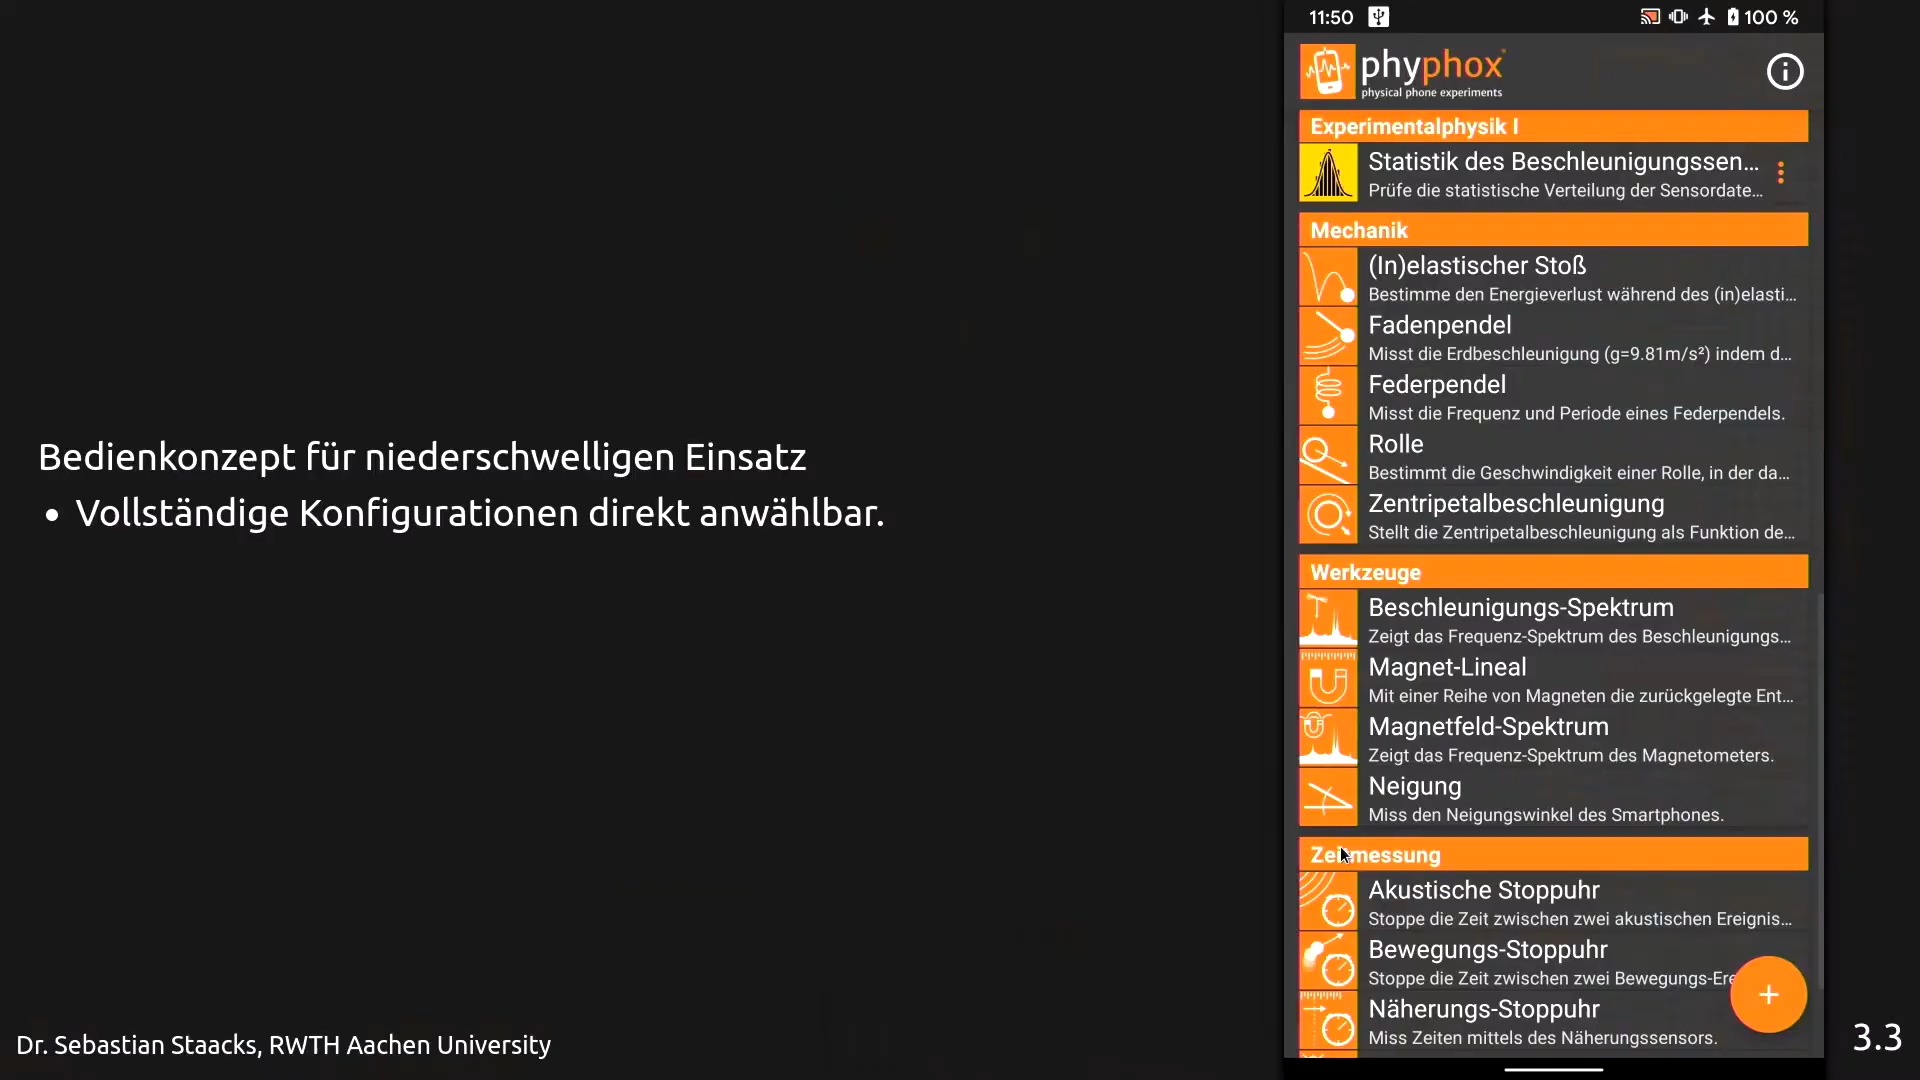 Bedienkonzept für niederschwelligen Einsatz
• Vollständige Konfigurationen direkt anwählbar.
Dr. Sebastian Staacks, RWTH Aachen University
11:50
100 %
phyphox
physical phone experiments
Experimentalphysik I
Statistik des Beschleunigungssen…
Prüfe die statistische Verteilung der Sensordate…
Mechanik
(In)elastischer Stoß
Bestimme den Energieverlust während des (in)elasti…
Fadenpendel
Misst die Erdbeschleunigung (g=9.81m/s²) indem d…
Federpendel
Misst die Frequenz und Periode eines Federpendels.
Rolle
Bestimmt die Geschwindigkeit einer Rolle, in der da…
Zentripetalbeschleunigung
Stellt die Zentripetalbeschleunigung als Funktion de…
Werkzeuge
Beschleunigungs-Spektrum
Zeigt das Frequenz-Spektrum des Beschleunigungs…
Magnet-Lineal
Mit einer Reihe von Magneten die zurückgelegte Ent…
Magnetfeld-Spektrum
Zeigt das Frequenz-Spektrum des Magnetometers.
Neigung
Miss den Neigungswinkel des Smartphones.
Zeitmessung
Akustische Stoppuhr
Stoppe die Zeit zwischen zwei akustischen Ereignis…
Bewegungs-Stoppuhr
Stoppe die Zeit zwischen zwei Bewegungs-Ere
Näherungs-Stoppuhr
Miss Zeiten mittels des Näherungssensors.
3.3